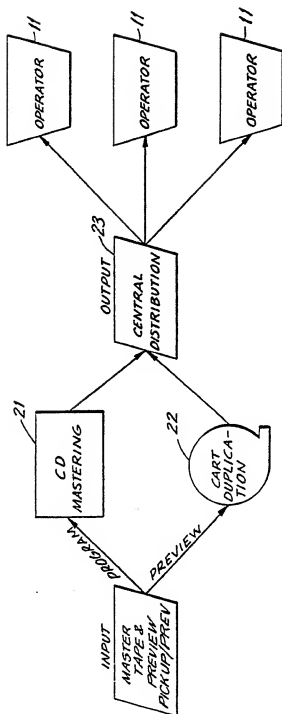 INPUT
MASTER
TAPE &
PREVIEW
PICKUP/PREV
PROGRAM
PREVIEW
21
CD
MASTERING
22
CART
DUPLICA-
TION
OUTPUT
23
CENTRAL
DISTRIBUTION
11
OPERATOR
11
OPERATOR
11
OPERATOR